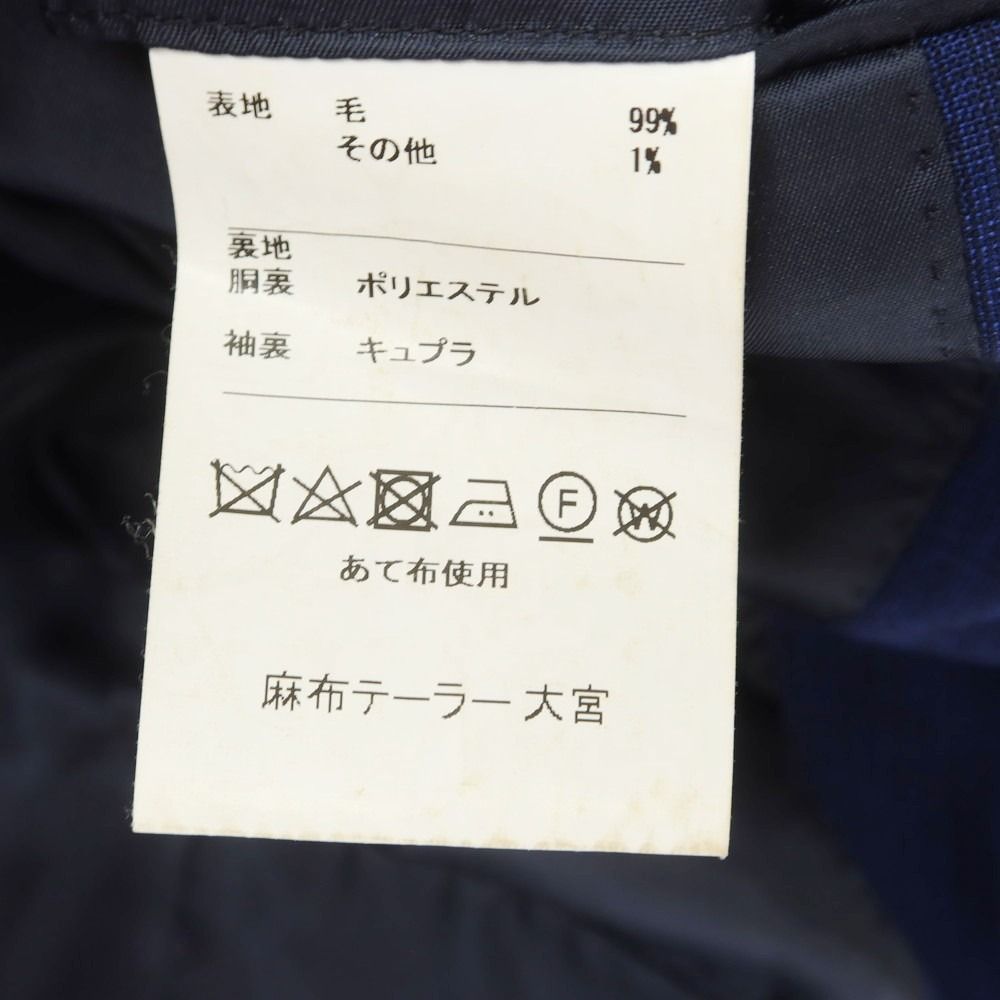 表地 毛 99%
その他 1%
裏地
胴裏 ポリエステル
袖裏 キュプラ
F W
あて布使用
麻布テーラー大宮